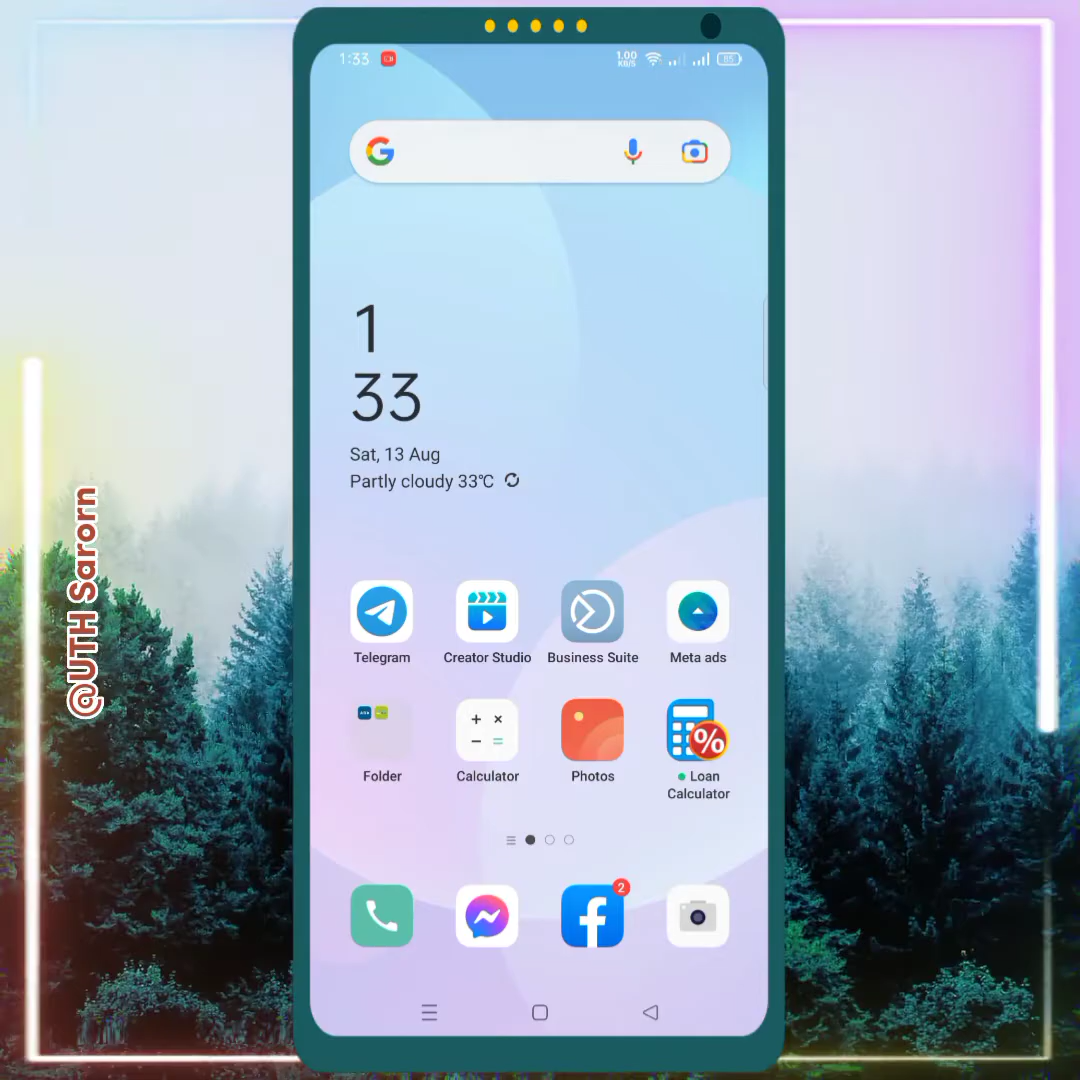 1:33
1.00
KB/S
85
1
33
Sat, 13 Aug
Partly cloudy 33°C
@UTH Sarorn
Telegram
Creator Studio
Business Suite
Meta ads
Folder
Calculator
Photos
%
Loan
Calculator
2